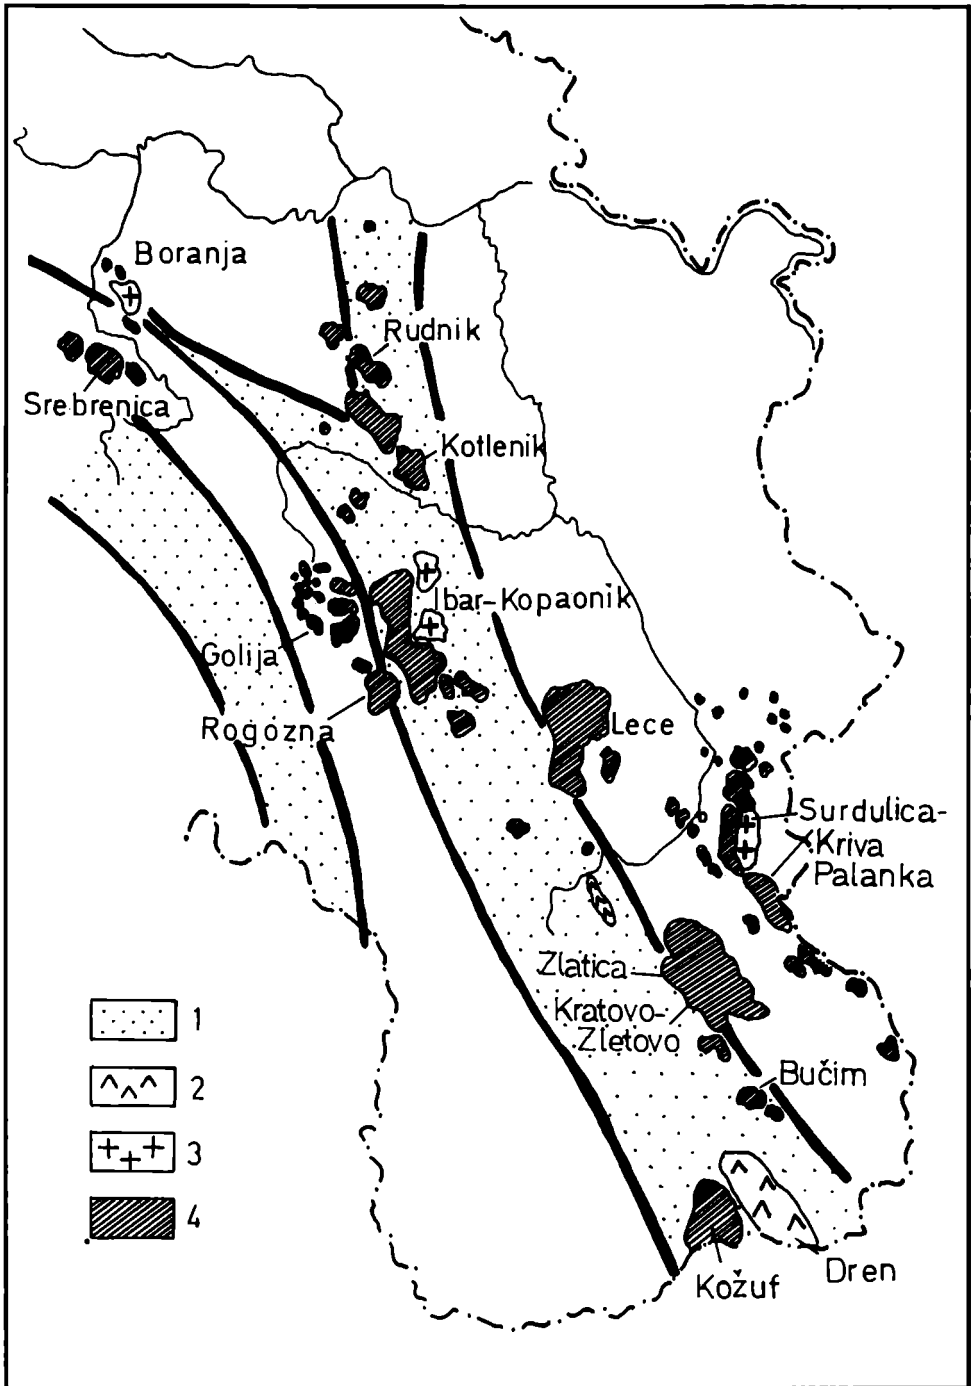 Boranja
Rudnik
Srebrenica
Kotlenik
Ibar-Kopaonik
Golija
Rogozna
Lece
Surdulica-
Kriva
Palanka
Zlatica
Kratovo-
Zletovo
Bučim
Dren
Kožuf
1
2
3
4